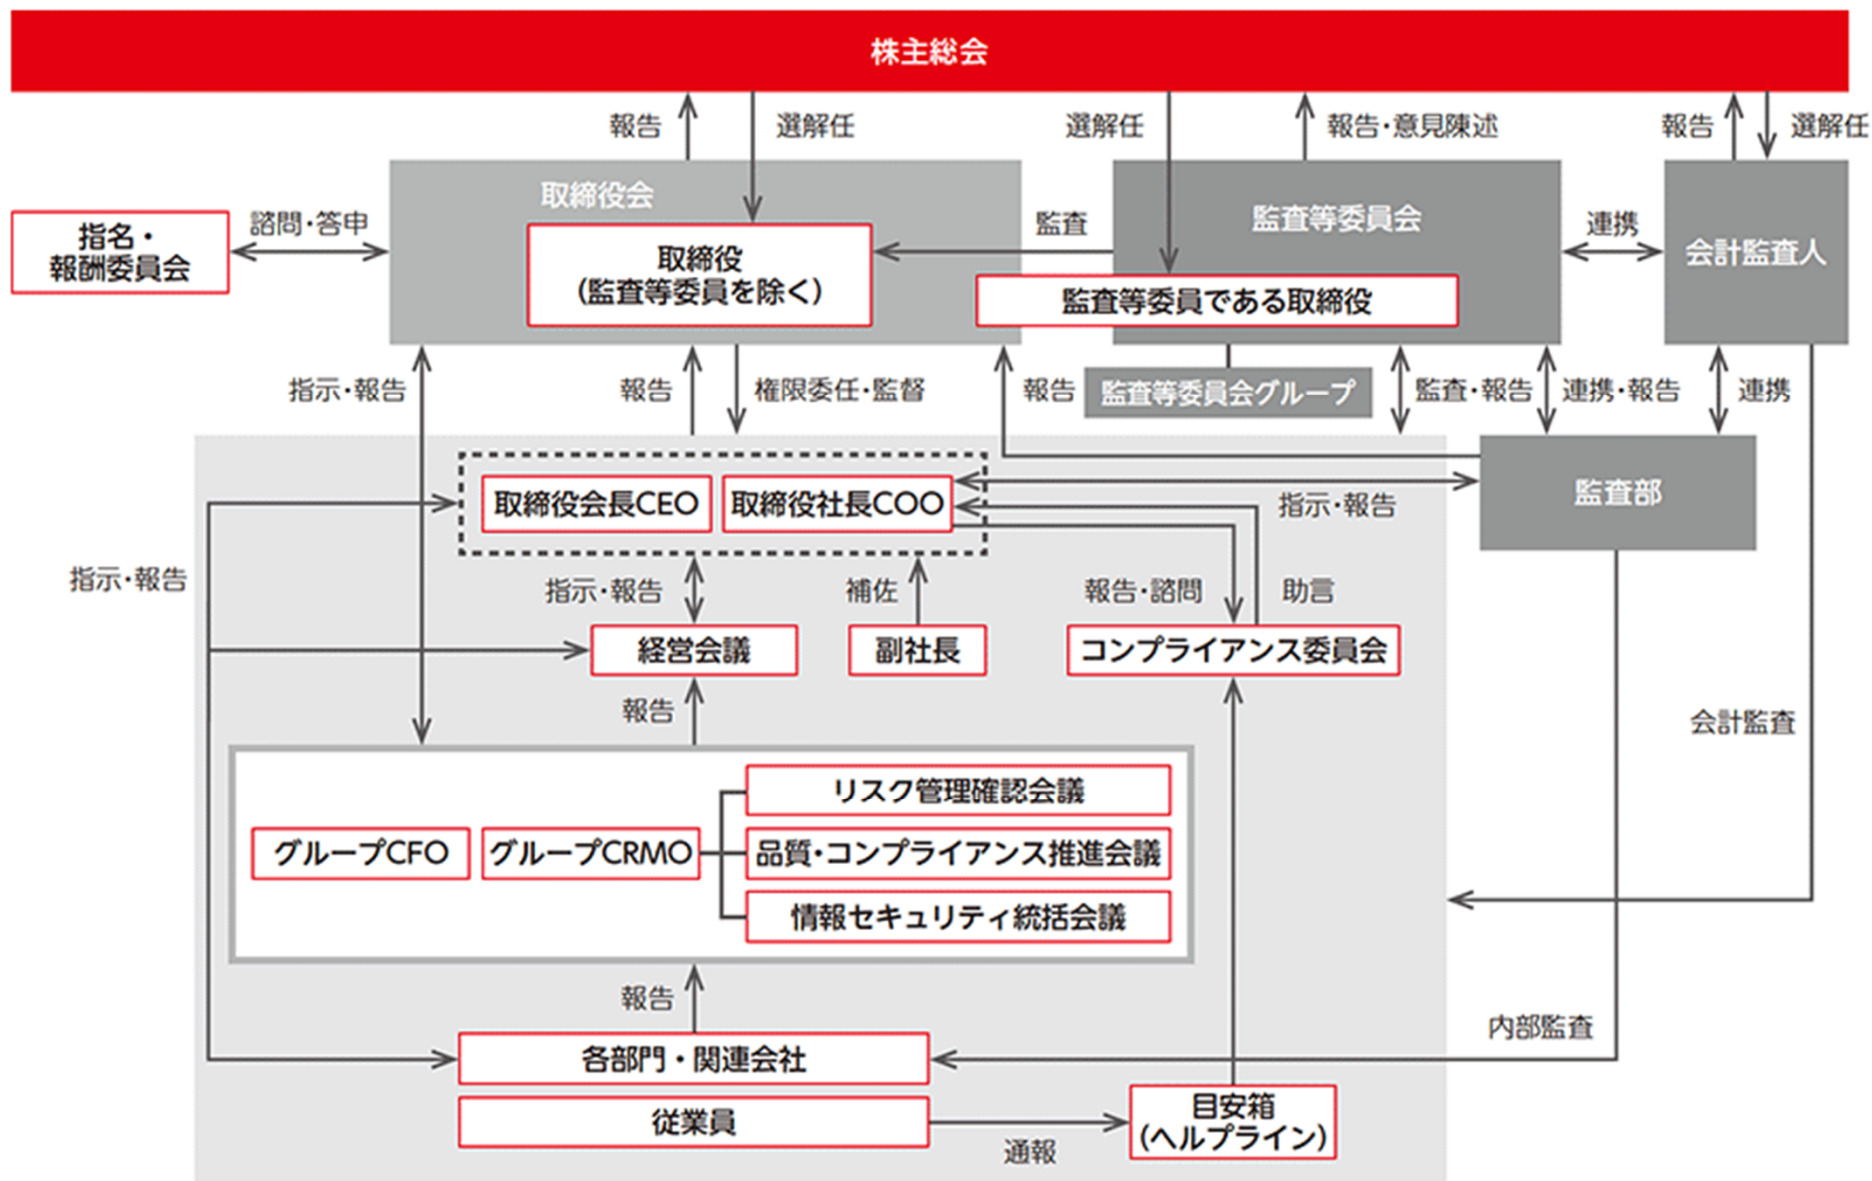 株主総会
報告
選解任
選解任
報告・意見陳述
報告
選解任
取締役会
監査等委員会
会計監査人
指名・
報酬委員会
諮問・答申
取締役
(監査等委員を除く)
監査
連携
監査等委員である取締役
指示・報告
報告
権限委任・監督
報告
監査等委員会グループ
監査・報告
連携・報告
連携
取締役会長CEO
取締役社長COO
指示・報告
監査部
指示・報告
指示・報告
補佐
報告・諮問
助言
経営会議
副社長
コンプライアンス委員会
報告
会計監査
リスク管理確認会議
グループCFO
グループCRMO
品質・コンプライアンス推進会議
情報セキュリティ統括会議
報告
内部監査
各部門・関連会社
従業員
通報
目安箱
(ヘルプライン)